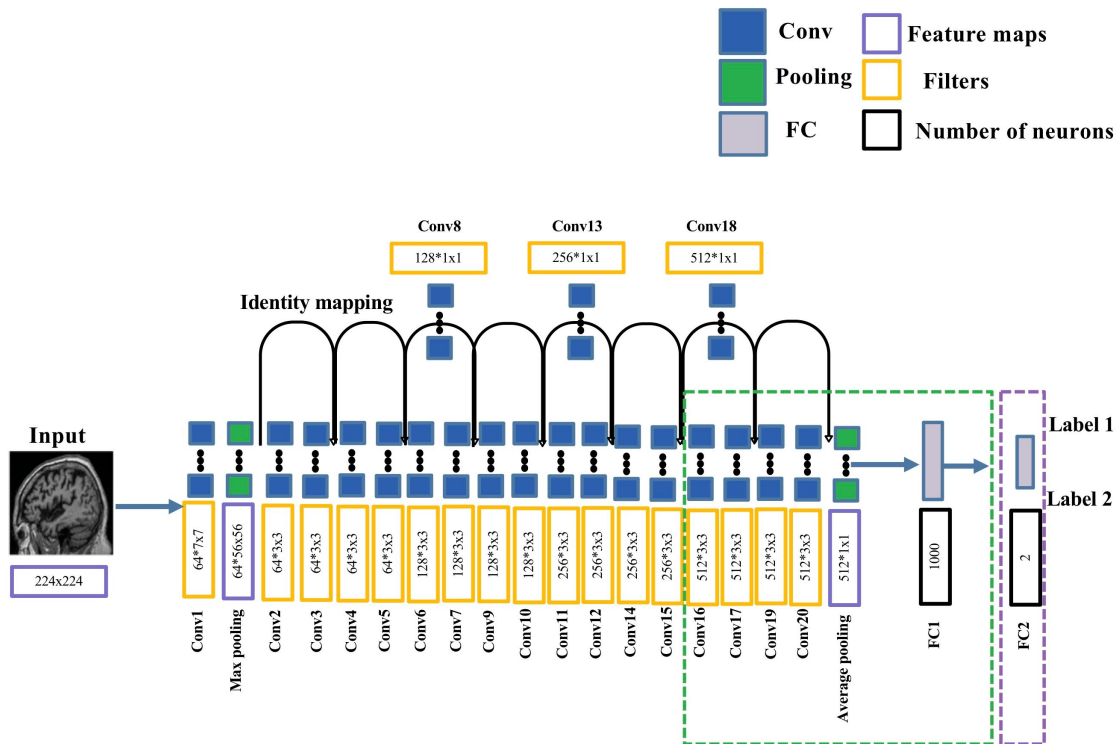 Conv
Feature maps
Pooling
Filters
FC
Number of neurons
Conv8
Conv13
Conv18
128*1x1
256*1x1
512*1x1
Identity mapping
Input
224x224
Label 1
Label 2
64*7x7
64*56x56
64*3x3
64*3x3
64*3x3
64*3x3
128*3x3
128*3x3
128*3x3
128*3x3
256*3x3
256*3x3
256*3x3
256*3x3
512*3x3
512*3x3
512*3x3
512*3x3
512*1x1
1000
2
Conv1
Max pooling
Conv2
Conv3
Conv4
Conv5
Conv6
Conv7
Conv9
Conv10
Conv11
Conv12
Conv14
Conv15
Conv16
Conv17
Conv19
Conv20
Average pooling
FC1
FC2